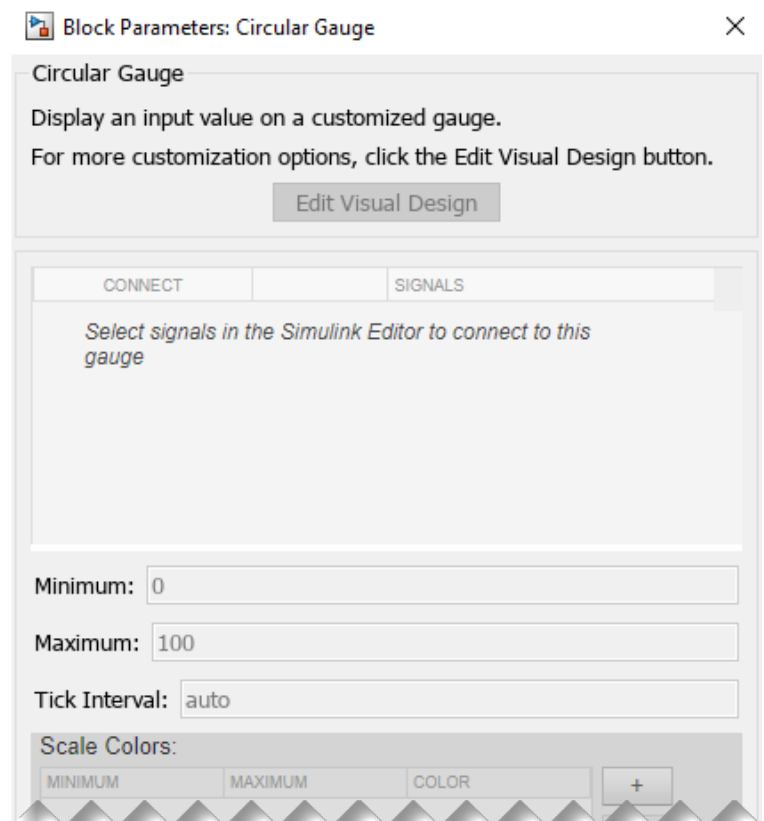 Block Parameters: Circular Gauge
Circular Gauge
Display an input value on a customized gauge.
For more customization options, click the Edit Visual Design button.
Edit Visual Design
CONNECT SIGNALS
Select signals in the Simulink Editor to connect to this
gauge
Minimum: 0
Maximum: 100
Tick Interval: auto
Scale Colors:
MINIMUM MAXIMUM COLOR +